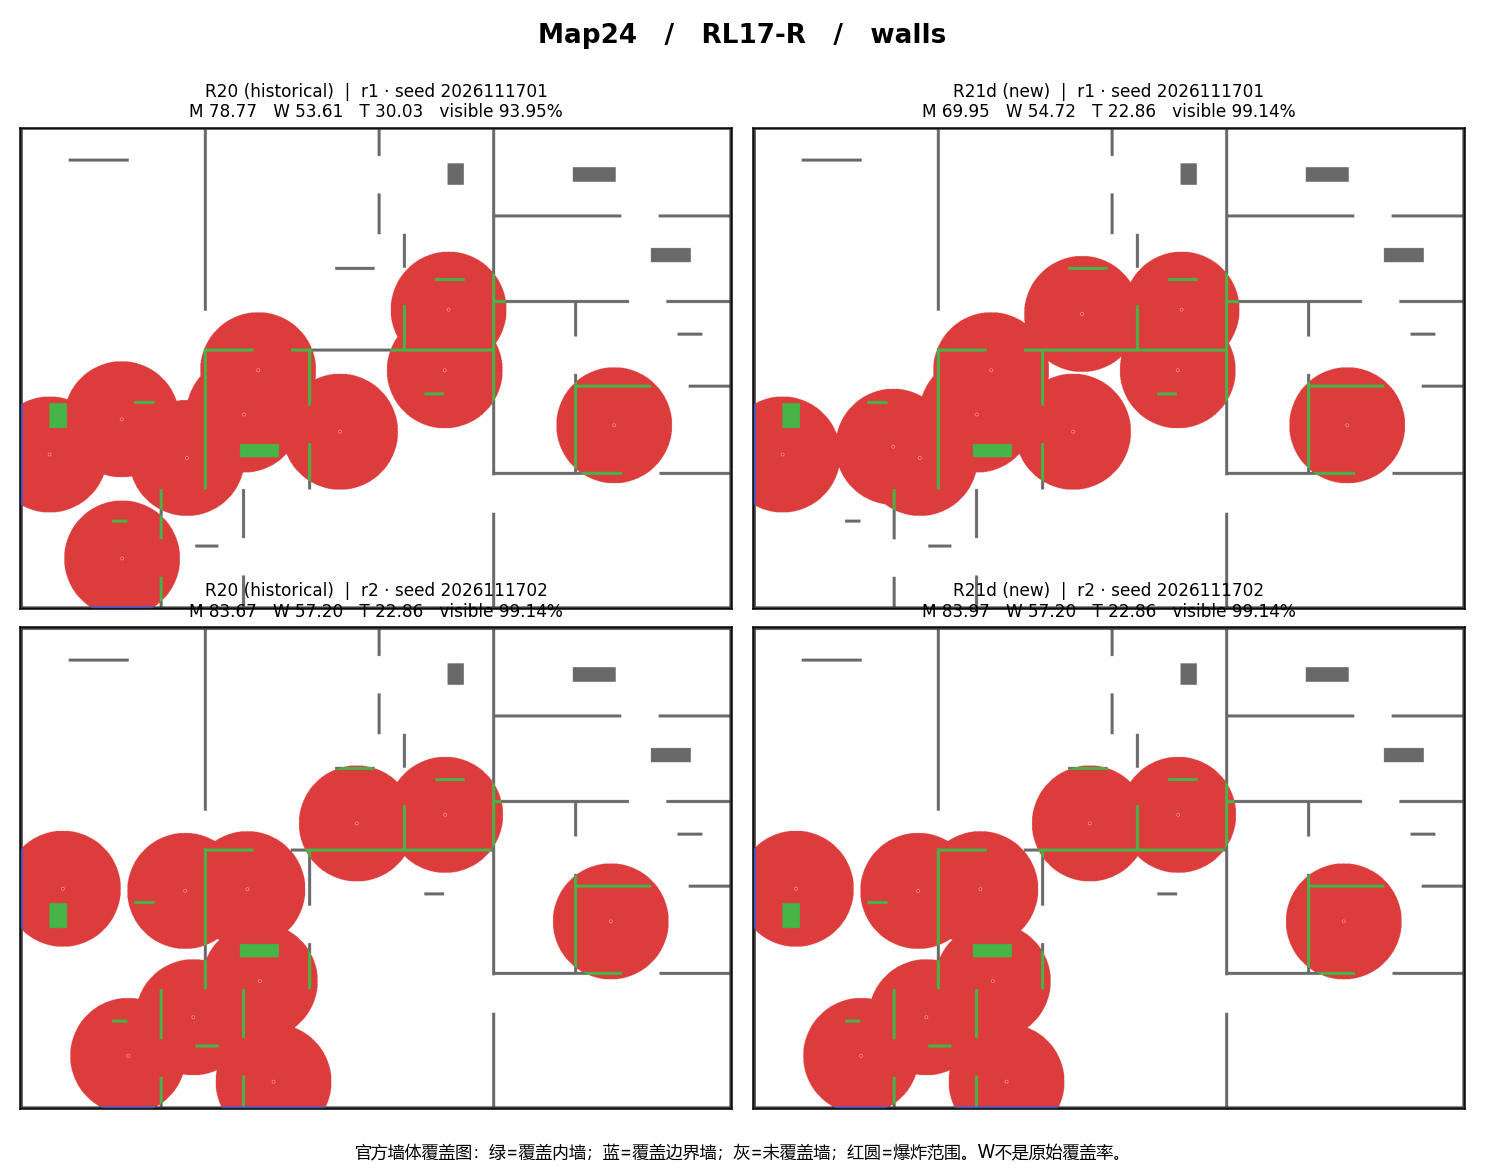 Map24 / RL17-R / walls
R20 (historical) | r1 · seed 2026111701
M 78.77 W 53.61 T 30.03 visible 93.95%
R21d (new) | r1 · seed 2026111701
M 69.95 W 54.72 T 22.86 visible 99.14%
R20 (historical) | r2 · seed 2026111702
M 83.67 W 57.20 T 22.86 visible 99.14%
R21d (new) | r2 · seed 2026111702
M 83.97 W 57.20 T 22.86 visible 99.14%
官方墙体覆盖图：绿=覆盖内墙；蓝=覆盖边界墙；灰=未覆盖墙；红圆=爆炸范围。W不是原始覆盖率。